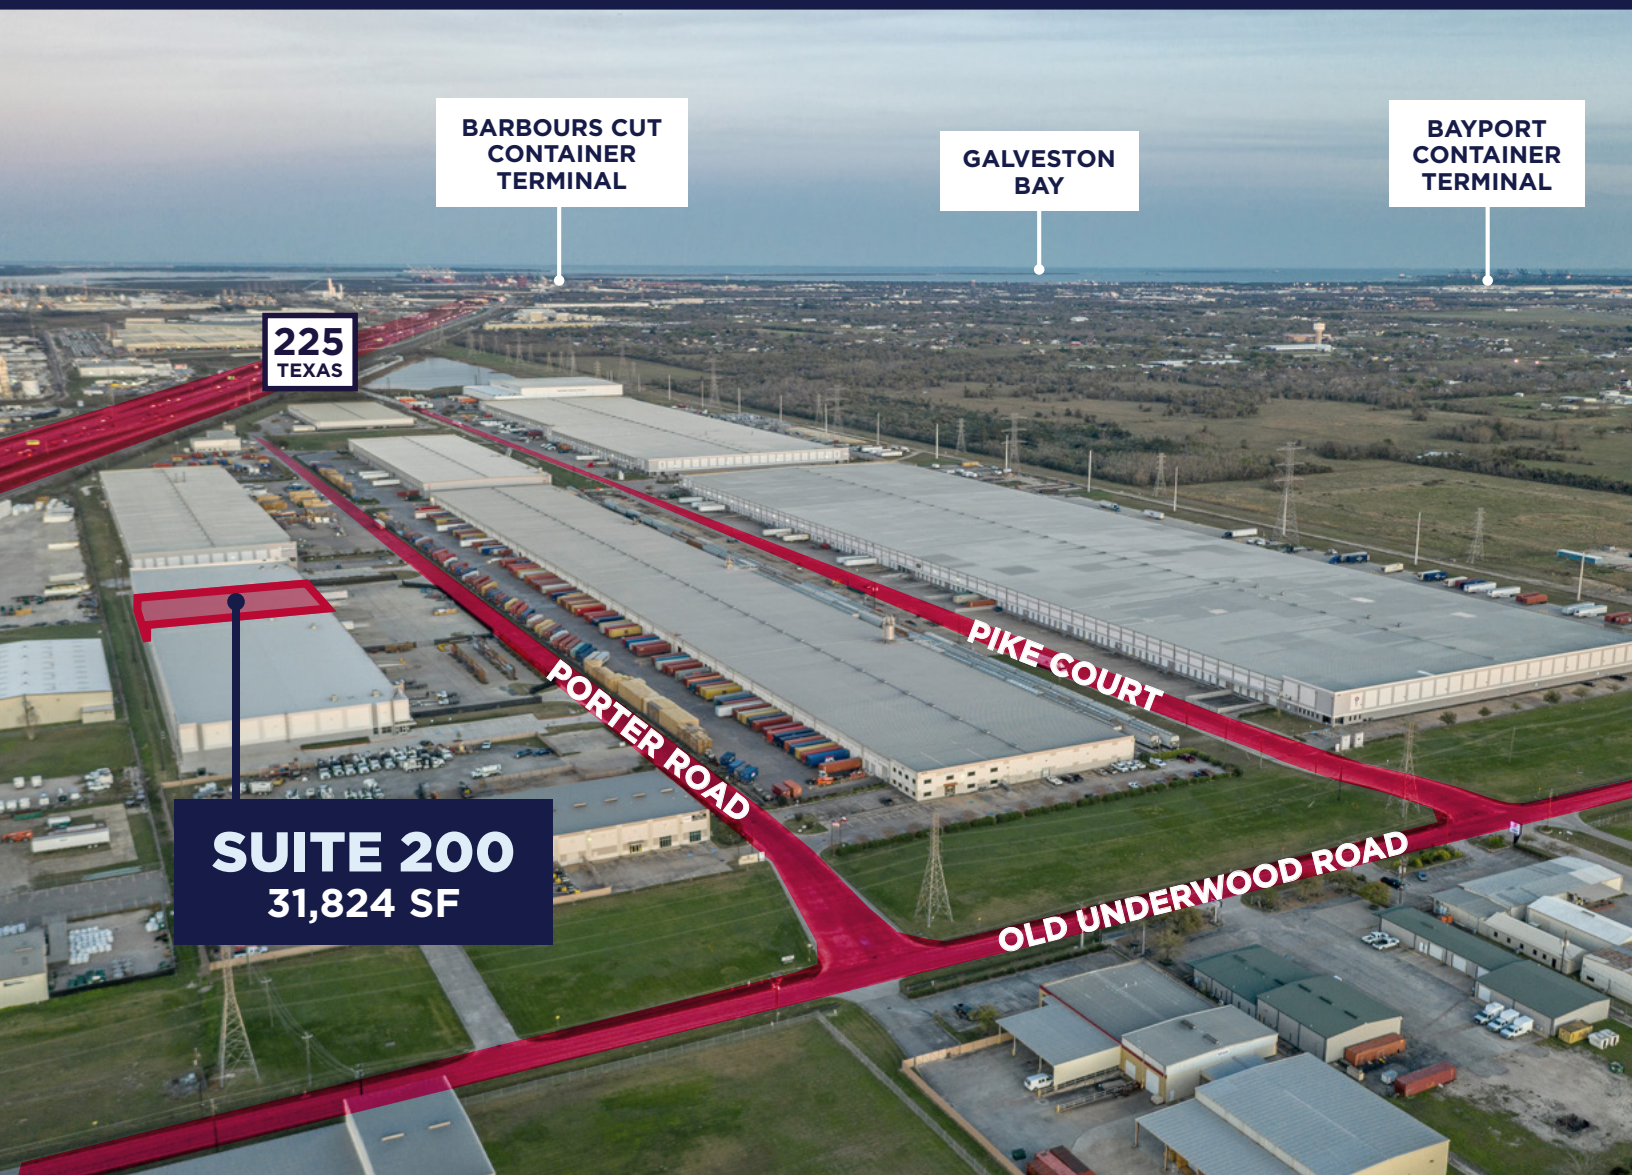 BARBOURS CUT
CONTAINER
TERMINAL
GALVESTON
BAY
BAYPORT
CONTAINER
TERMINAL
225
TEXAS
PIKE COURT
PORTER ROAD
SUITE 200
31,824 SF
OLD UNDERWOOD ROAD